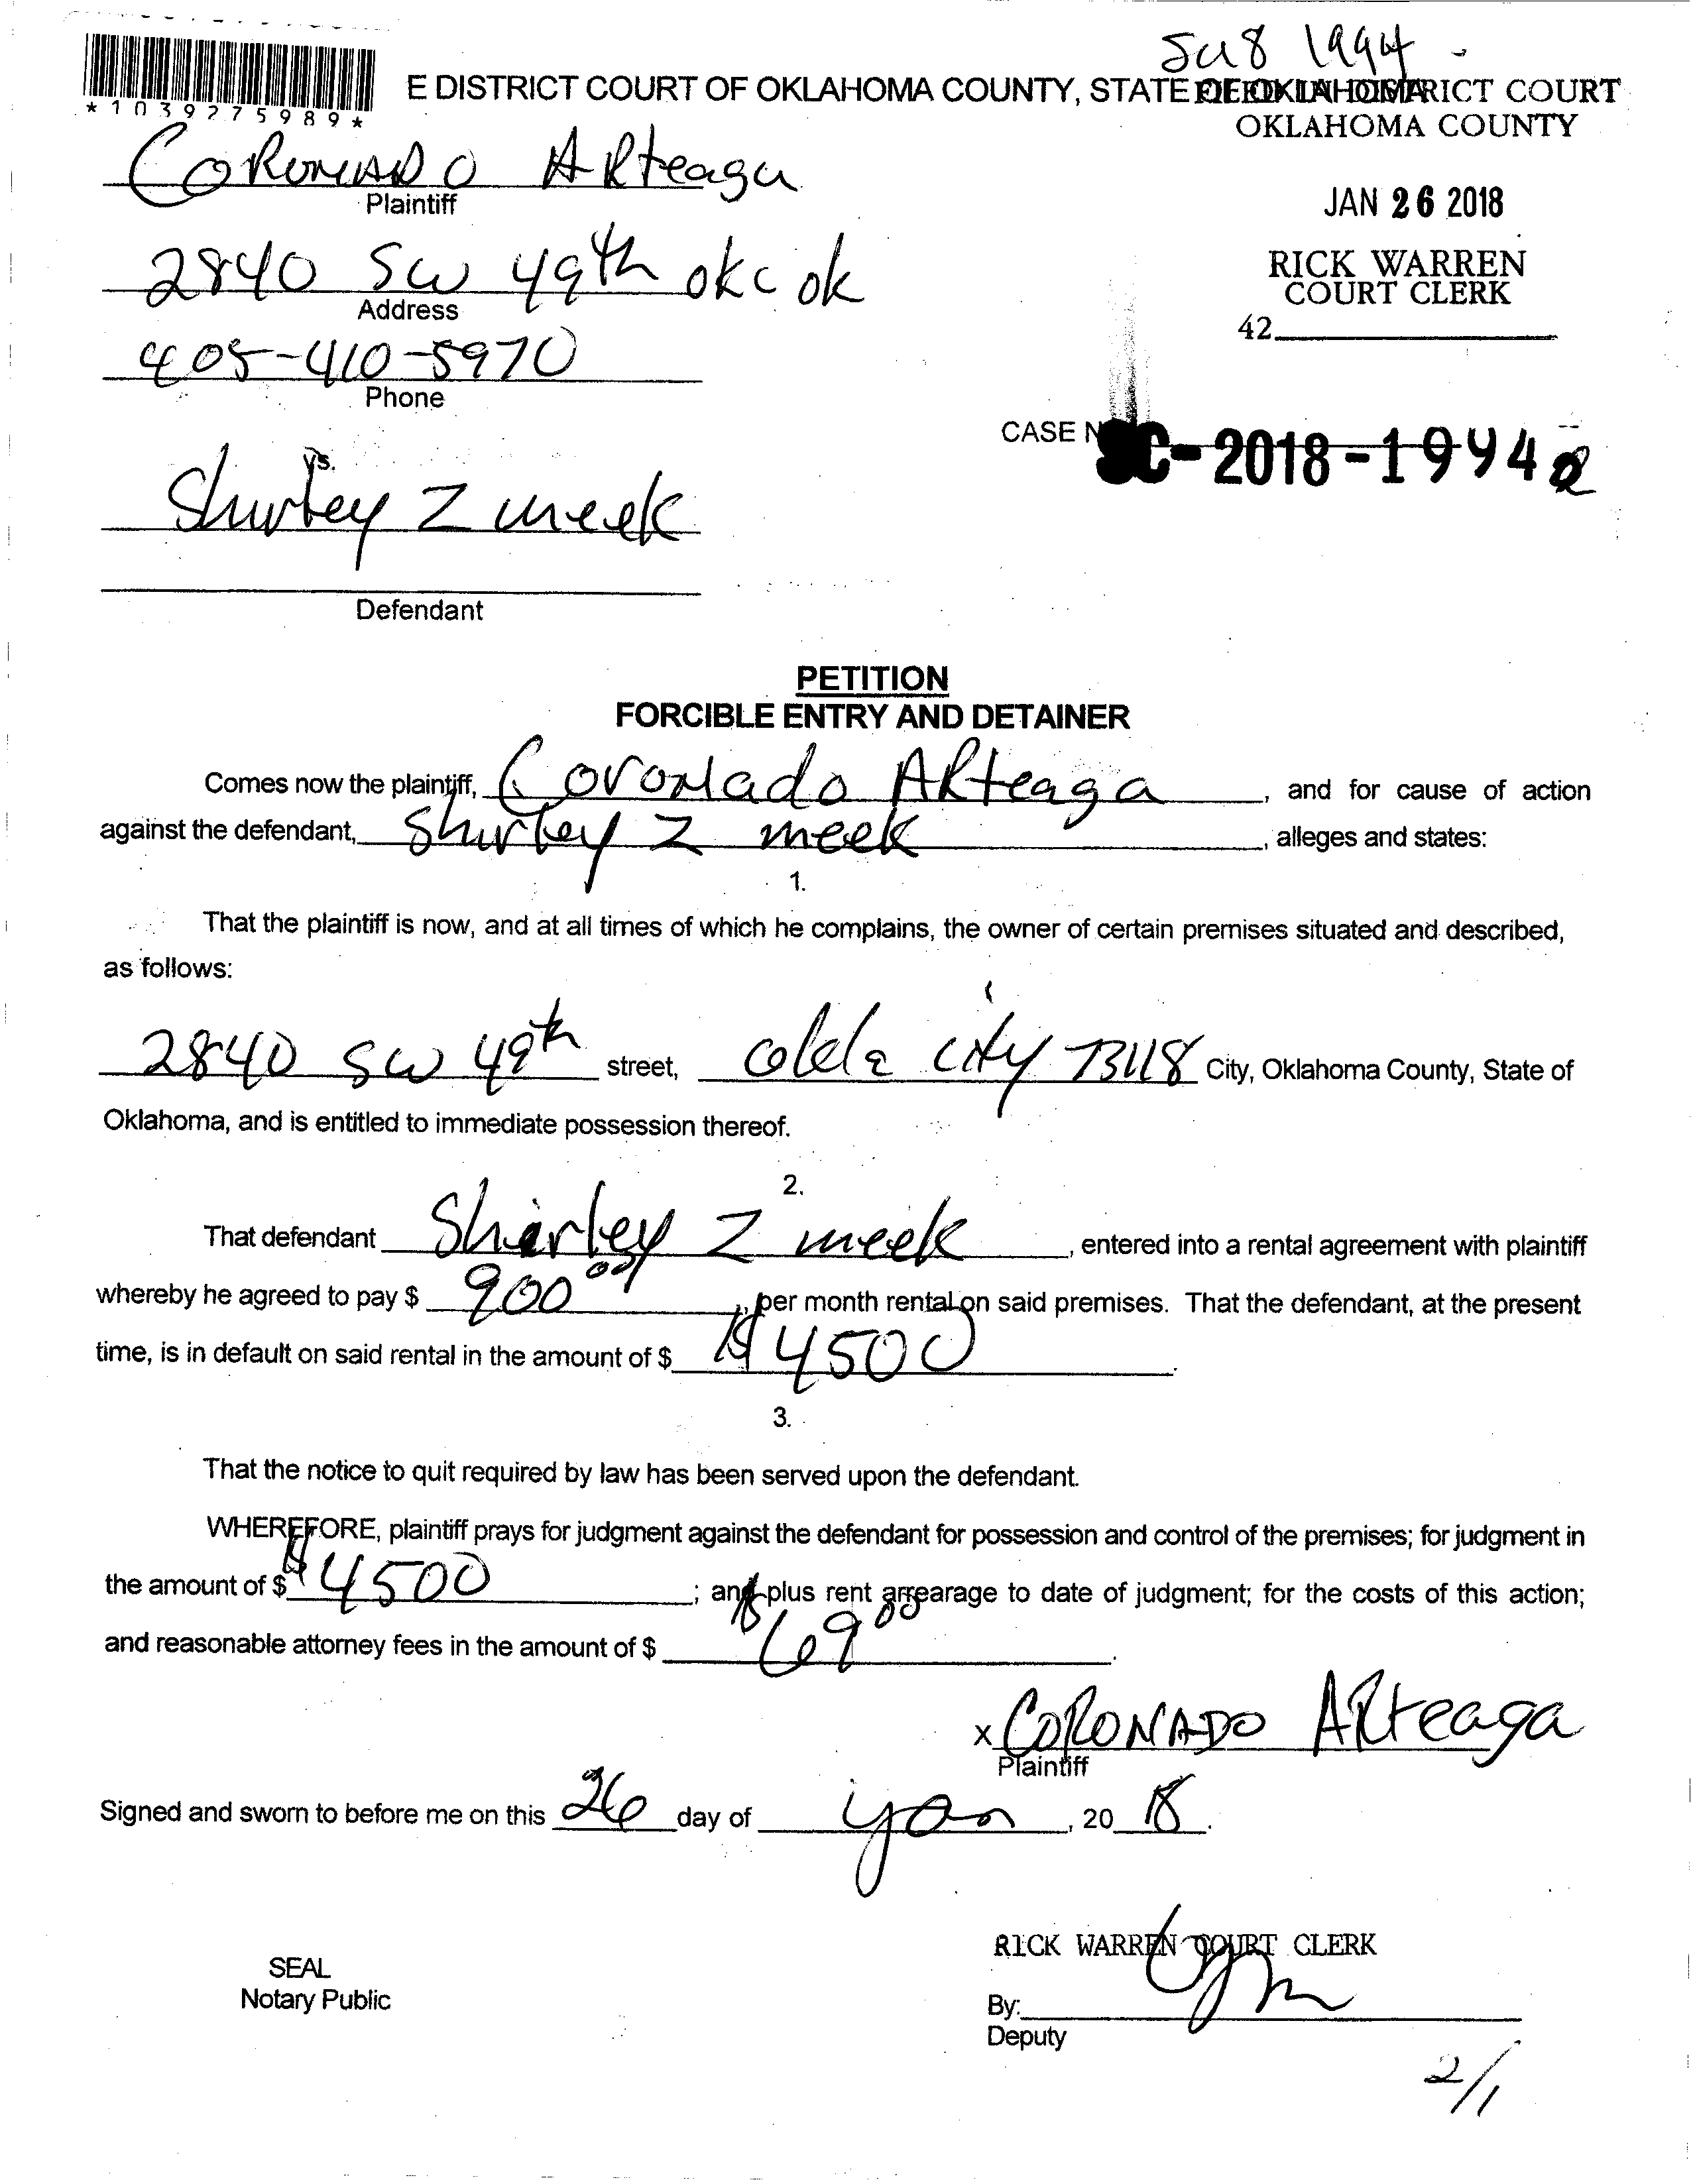 1994
E DISTRICT COURT OF OKLAHOMA COUNTY, STATE
DISTRICT COURT
OKLAHOMA COUNTY
*1039275989*
CORONADO ARteaga
Plaintiff
JAN 26 2018
2840 SW 49th okc ok
Address
RICK WARREN
COURT CLERK
42
405-410-5970
Phone
CASE N
SC-2018-1994
vs.
Shurley Z meek
Defendant
PETITION
FORCIBLE ENTRY AND DETAINER
Comes now the plaintiff, Coronado ARteaga, and for cause of action
against the defendant, Shurley Z meek, alleges and states:
1.
That the plaintiff is now, and at all times of which he complains, the owner of certain premises situated and described,
as follows:
2840 SW 49th street, city 73118 City, Oklahoma County, State of
Oklahoma, and is entitled to immediate possession thereof.
2.
That defendant Shirley Z meek, entered into a rental agreement with plaintiff
whereby he agreed to pay $ 900 00, per month rental on said premises. That the defendant, at the present
time, is in default on said rental in the amount of $ $4500.
3.
That the notice to quit required by law has been served upon the defendant.
WHEREFORE, plaintiff prays for judgment against the defendant for possession and control of the premises; for judgment in
the amount of $ $4500; and plus rent arrearage to date of judgment; for the costs of this action;
and reasonable attorney fees in the amount of $ $69 00.
x CORONADO ARteaga
Plaintiff
Signed and sworn to before me on this 26 day of Jan, 20 18.
RICK WARREN COURT CLERK
SEAL
Notary Public
By:
Deputy
2/1